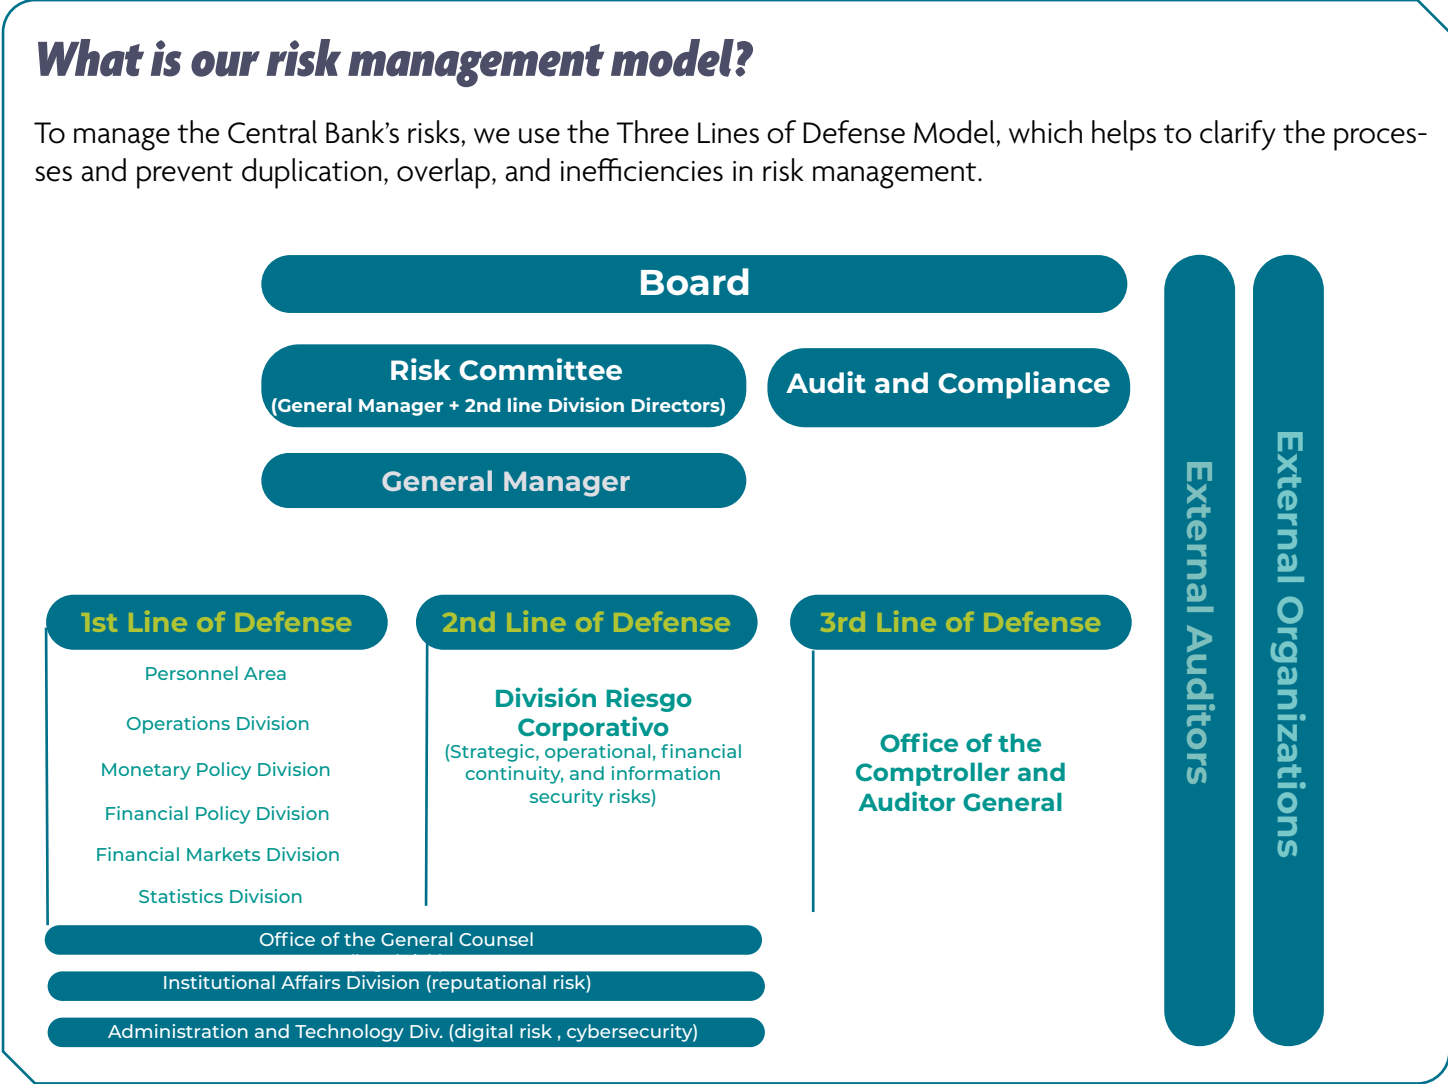 What is our risk management model?
To manage the Central Bank's risks, we use the Three Lines of Defense Model, which helps to clarify the proces-
ses and prevent duplication, overlap, and inefficiencies in risk management.
Board
Risk Committee
(General Manager + 2nd line Division Directors)
Audit and Compliance
General Manager
1st Line of Defense
Personnel Area
Operations Division
Monetary Policy Division
Financial Policy Division
Financial Markets Division
Statistics Division
2nd Line of Defense
División Riesgo
Corporativo
(Strategic, operational, financial
continuity, and information
security risks)
3rd Line of Defense
Office of the
Comptroller and
Auditor General
Office of the General Counsel
Institutional Affairs Division (reputational risk)
Administration and Technology Div. (digital risk , cybersecurity)
External Auditors
External Organizations